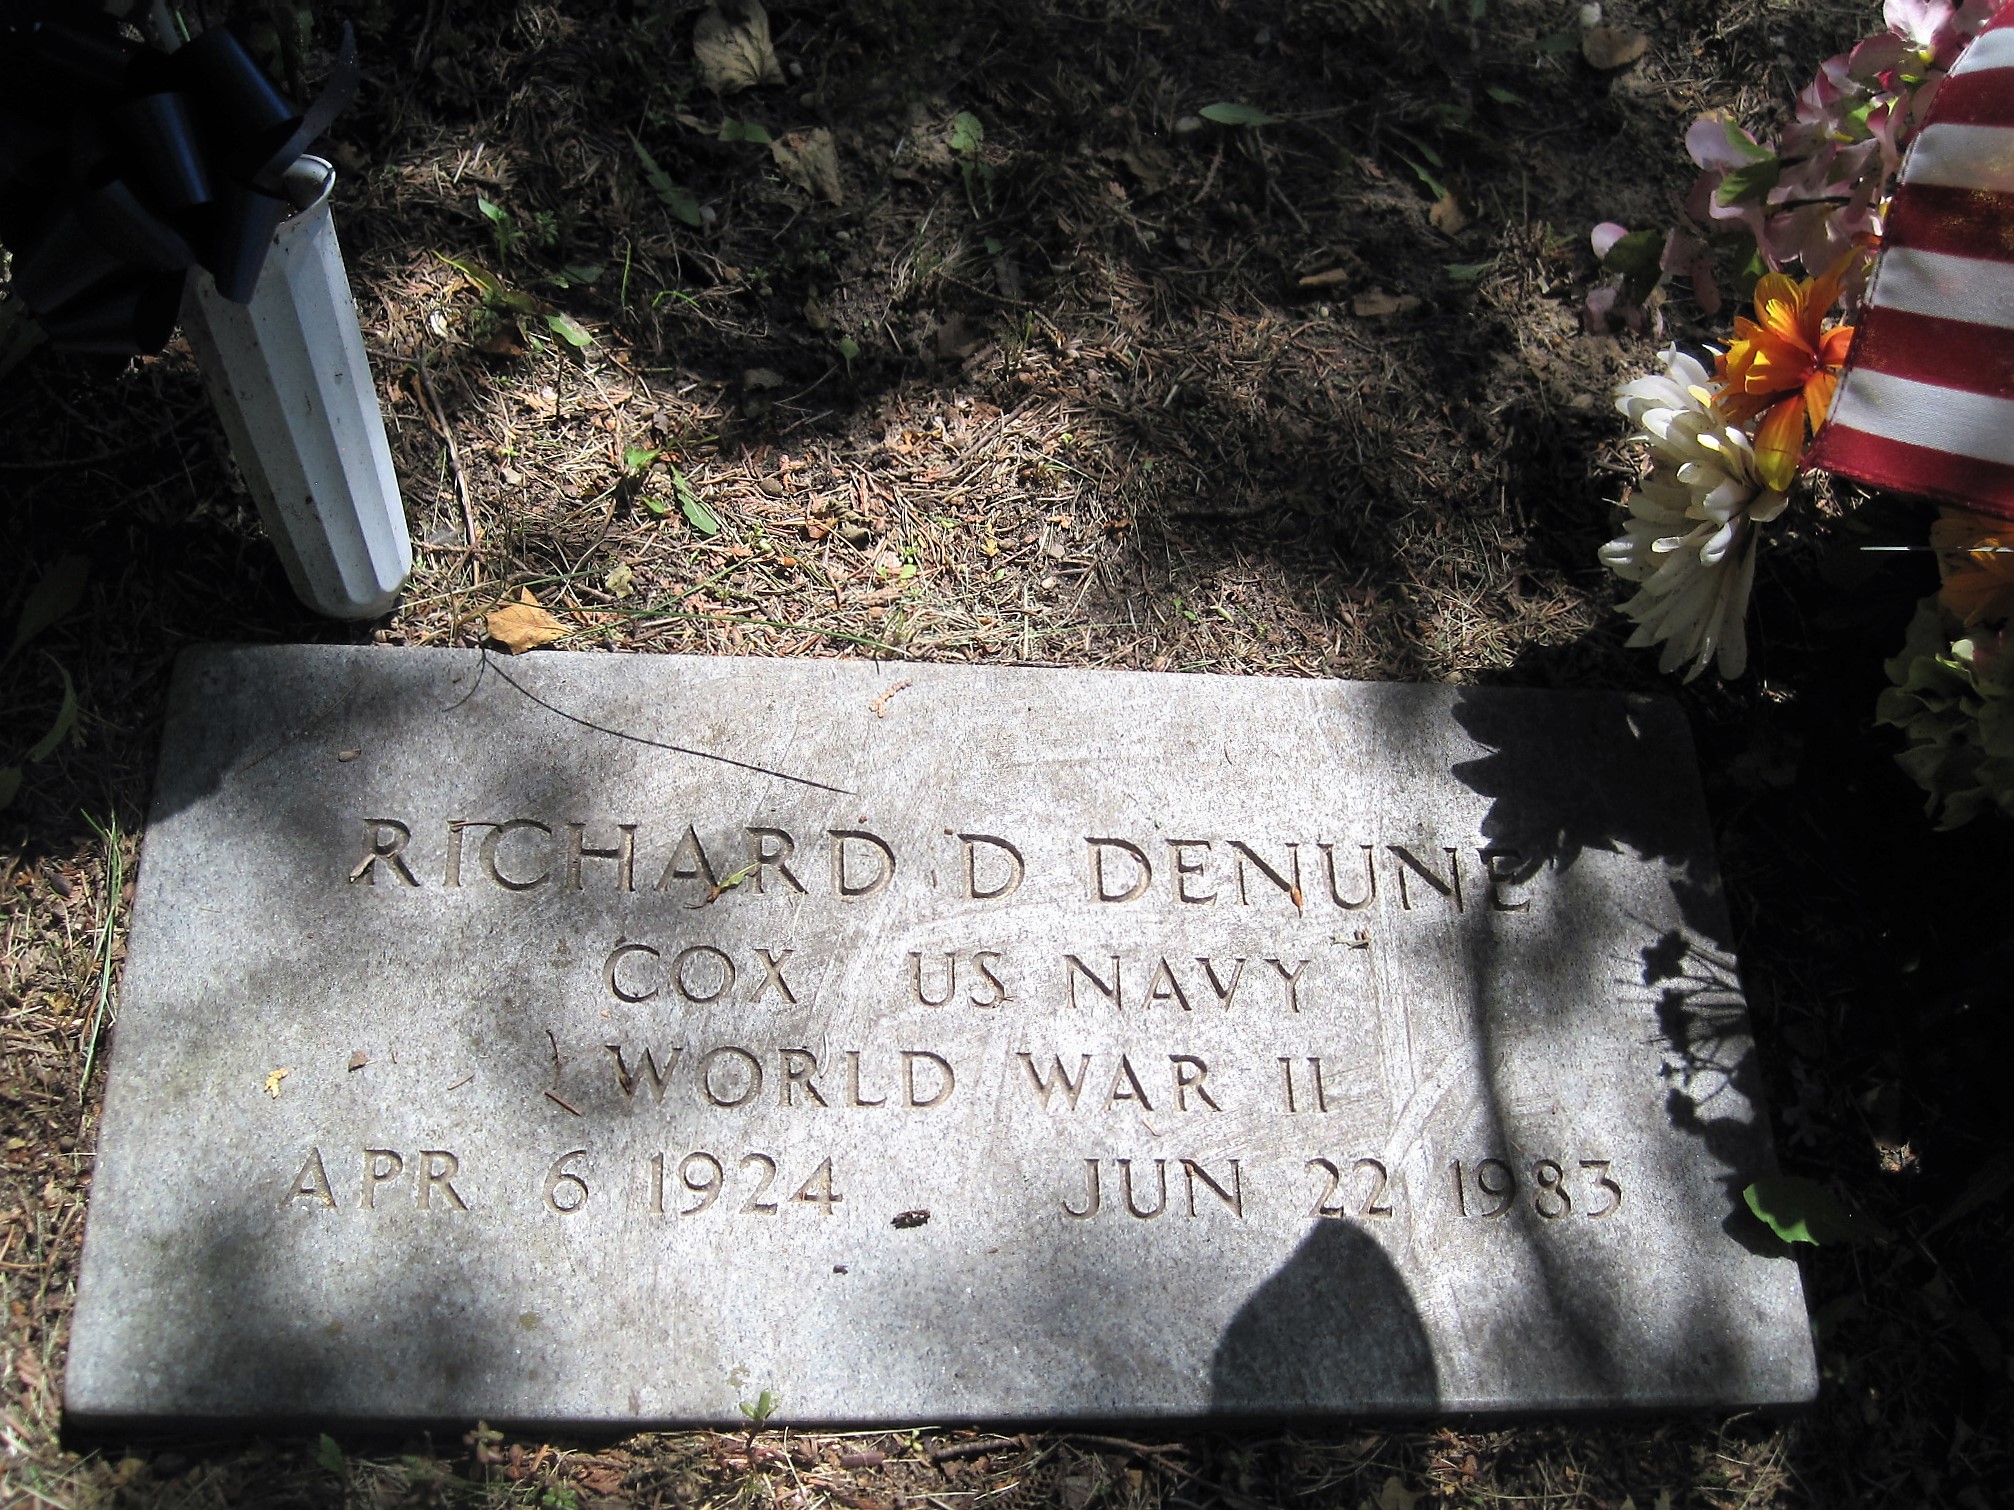 RICHARD D DENUNE
COX US NAVY
WORLD WAR II
APR 6 1924 JUN 22 1983